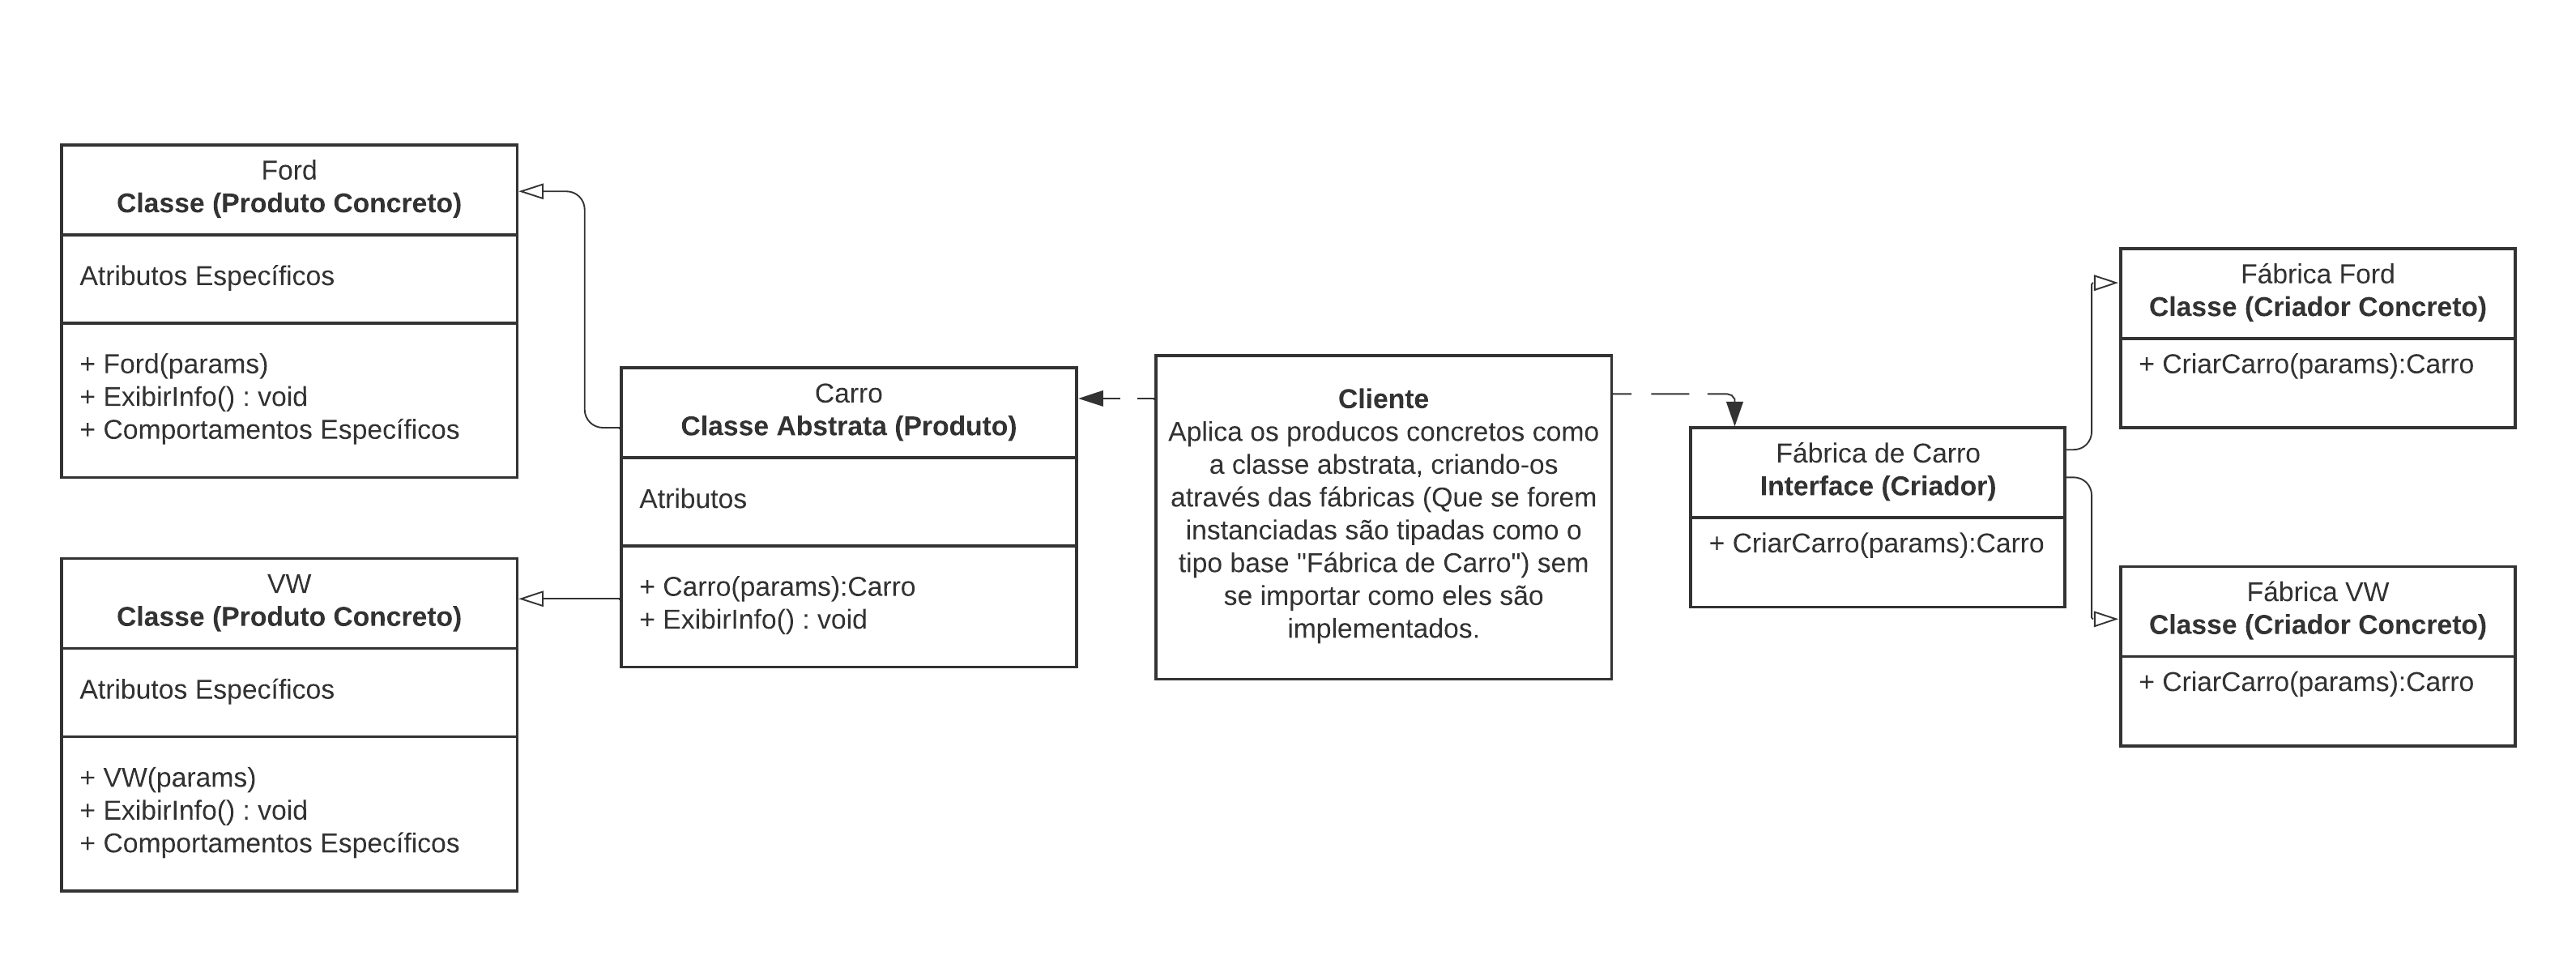 Ford
Classe (Produto Concreto)
Atributos Específicos
+ Ford(params)
+ ExibirInfo() : void
+ Comportamentos Específicos
VW
Classe (Produto Concreto)
Atributos Específicos
+ VW(params)
+ ExibirInfo() : void
+ Comportamentos Específicos
Carro
Classe Abstrata (Produto)
Atributos
+ Carro(params):Carro
+ ExibirInfo() : void
Cliente
Aplica os producos concretos como
a classe abstrata, criando-os
através das fábricas (Que se forem
instanciadas são tipadas como o
tipo base "Fábrica de Carro") sem
se importar como eles são
implementados.
Fábrica de Carro
Interface (Criador)
+ CriarCarro(params):Carro
Fábrica Ford
Classe (Criador Concreto)
+ CriarCarro(params):Carro
Fábrica VW
Classe (Criador Concreto)
+ CriarCarro(params):Carro